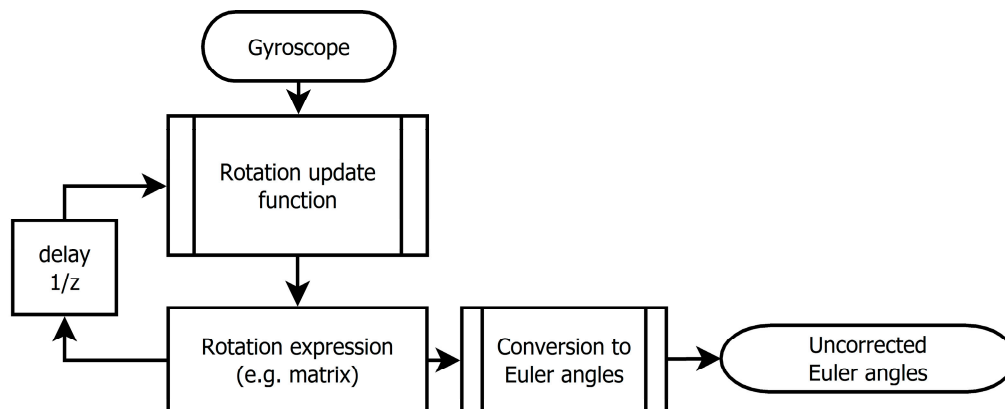 Gyroscope
Rotation update
function
delay
1/z
Rotation expression
(e.g. matrix)
Conversion to
Euler angles
Uncorrected
Euler angles